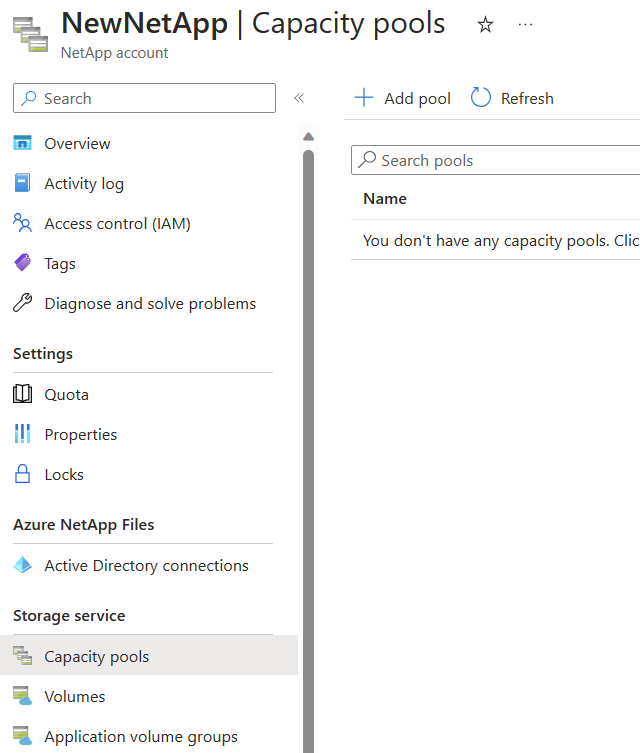 NewNetApp | Capacity pools
NetApp account
Search
Overview
Activity log
Access control (IAM)
Tags
Diagnose and solve problems
Settings
Quota
Properties
Locks
Azure NetApp Files
Active Directory connections
Storage service
Capacity pools
Volumes
Application volume groups
Add pool
Refresh
Search pools
Name
You don't have any capacity pools. Clic